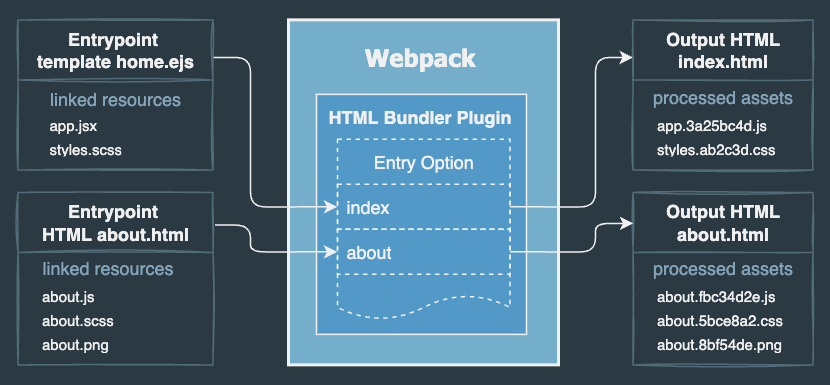 Entrypoint
template home.ejs
linked resources
app.jsx
styles.scss
Entrypoint
HTML about.html
linked resources
about.js
about.scss
about.png
Webpack
HTML Bundler Plugin
Entry Option
index
about
Output HTML
index.html
processed assets
app.3a25bc4d.js
styles.ab2c3d.css
Output HTML
about.html
processed assets
about.fbc34d2e.js
about.5bce8a2.css
about.8bf54de.png